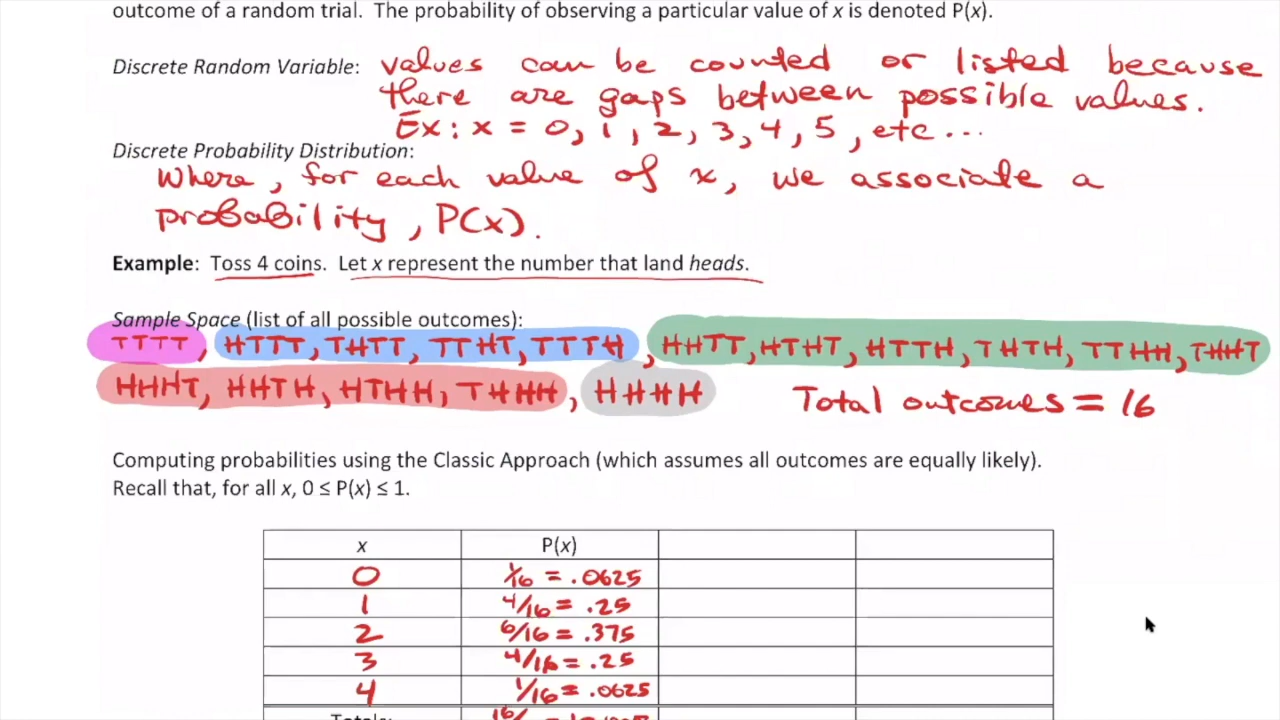 outcome of a random trial.  The probability of observing a particular value of x is denoted P(x).
Discrete Random Variable: values can be counted or listed because
there are gaps between possible values.
Ex: x = 0, 1, 2, 3, 4, 5, etc...
Discrete Probability Distribution:
Where, for each value of x, we associate a
probability, P(x).
Example:  Toss 4 coins.  Let x represent the number that land heads.
Sample Space (list of all possible outcomes):
TTTT, HTTT, THTT, TTHT, TTTH, HHTT, HTHT, HTTH, THTH, TTHH, THHT
HHHT, HHTH, HTHH, THHH, HHHH Total outcomes = 16
Computing probabilities using the Classic Approach (which assumes all outcomes are equally likely).
Recall that, for all x, 0 ≤ P(x) ≤ 1.
x P(x)
0 1/16 = .0625
1 4/16 = .25
2 6/16 = .375
3 4/16 = .25
4 1/16 = .0625
Totals: 16/